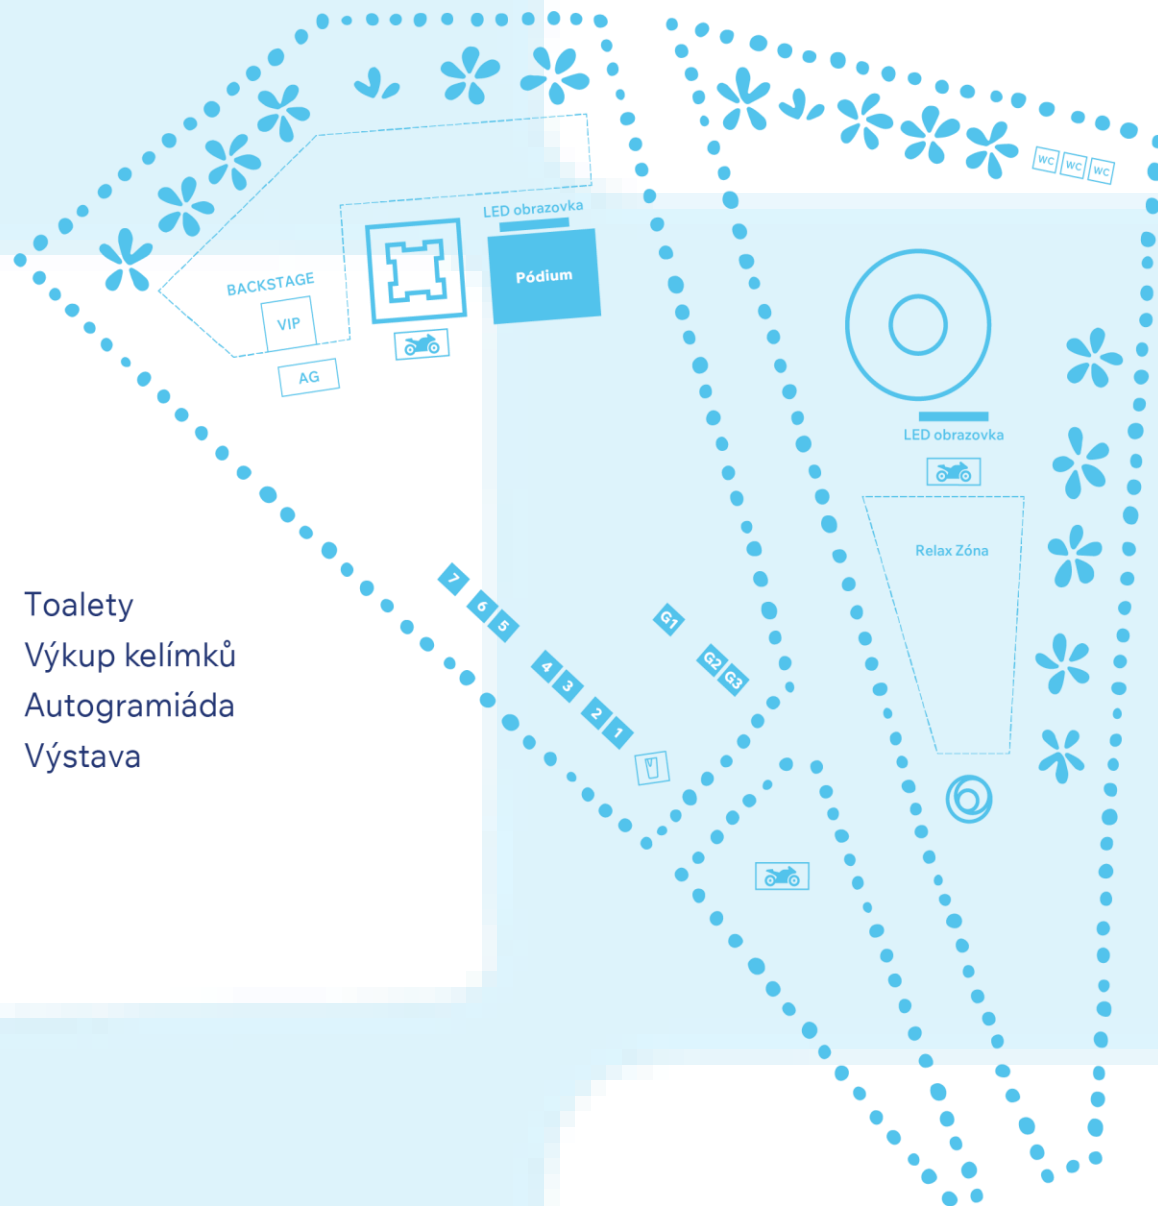 WC WC WC
LED obrazovka
Pódium
BACKSTAGE
VIP
AG
LED obrazovka
Relax Zóna
7
6
5
4
3
2
1
G1
G2
G3
Toalety
Výkup kelímků
Autogramiáda
Výstava